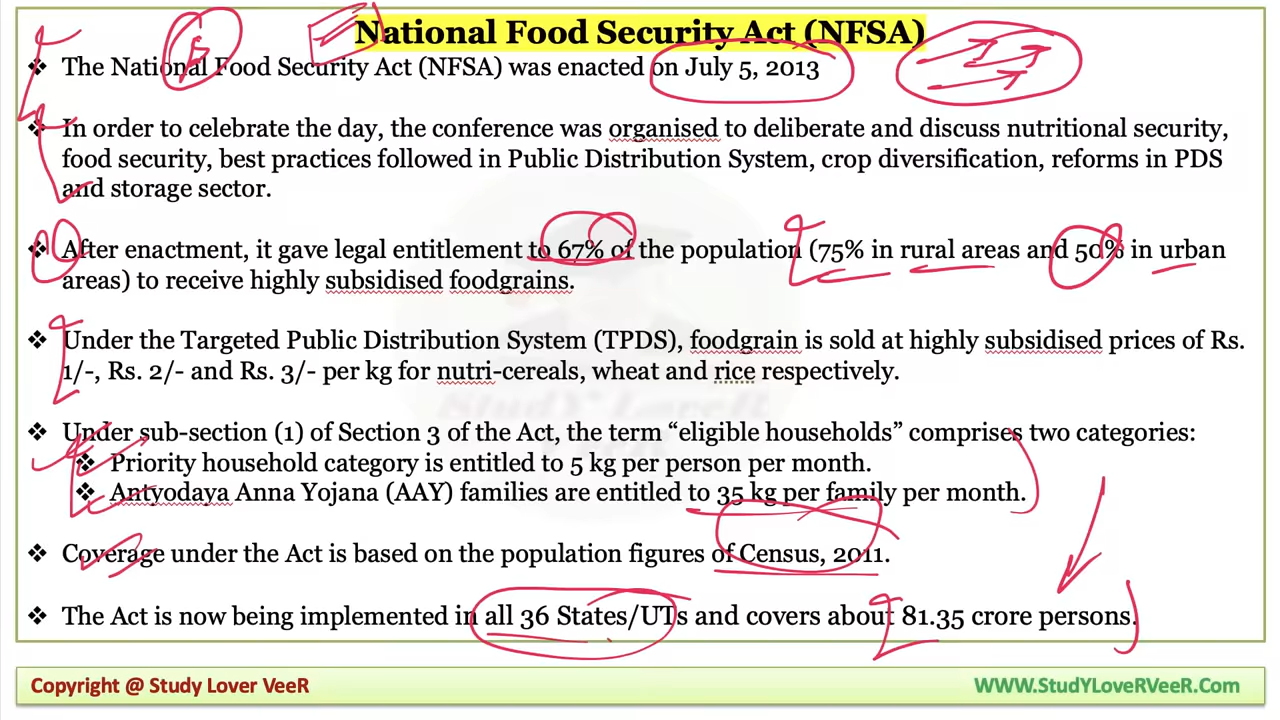 National Food Security Act (NFSA)
❖ The National Food Security Act (NFSA) was enacted on July 5, 2013
❖ In order to celebrate the day, the conference was organised to deliberate and discuss nutritional security,
food security, best practices followed in Public Distribution System, crop diversification, reforms in PDS
and storage sector.
❖ After enactment, it gave legal entitlement to 67% of the population (75% in rural areas and 50% in urban
areas) to receive highly subsidised foodgrains.
❖ Under the Targeted Public Distribution System (TPDS), foodgrain is sold at highly subsidised prices of Rs.
1/-, Rs. 2/- and Rs. 3/- per kg for nutri-cereals, wheat and rice respectively.
❖ Under sub-section (1) of Section 3 of the Act, the term “eligible households” comprises two categories:
❖ Priority household category is entitled to 5 kg per person per month.
❖ Antyodaya Anna Yojana (AAY) families are entitled to 35 kg per family per month.
❖ Coverage under the Act is based on the population figures of Census, 2011.
❖ The Act is now being implemented in all 36 States/UTs and covers about 81.35 crore persons.
StudY LoveR
Copyright @ Study Lover VeeR
WWW.StuDYLoveRVeeR.Com